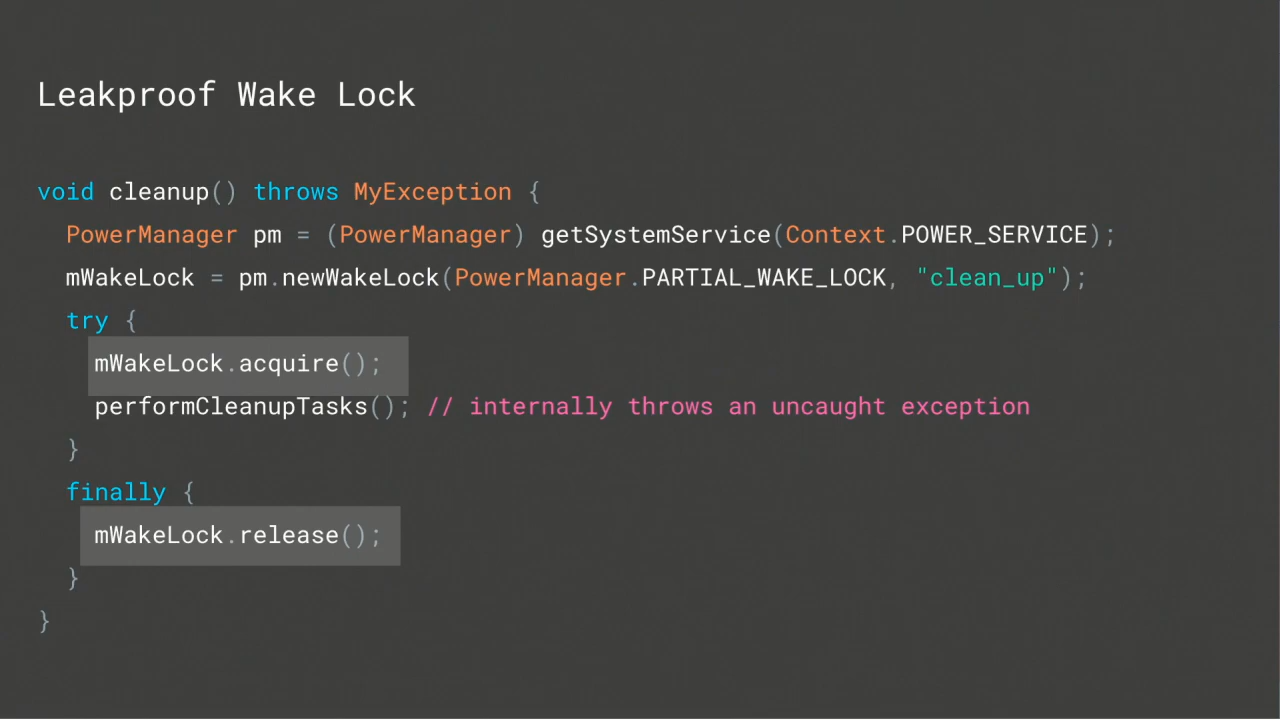 Leakproof Wake Lock
void cleanup() throws MyException {
PowerManager pm = (PowerManager) getSystemService(Context.POWER_SERVICE);
mWakeLock = pm.newWakeLock(PowerManager.PARTIAL_WAKE_LOCK, "clean_up");
try {
mWakeLock.acquire();
performCleanupTasks(); // internally throws an uncaught exception
}
finally {
mWakeLock.release();
}
}